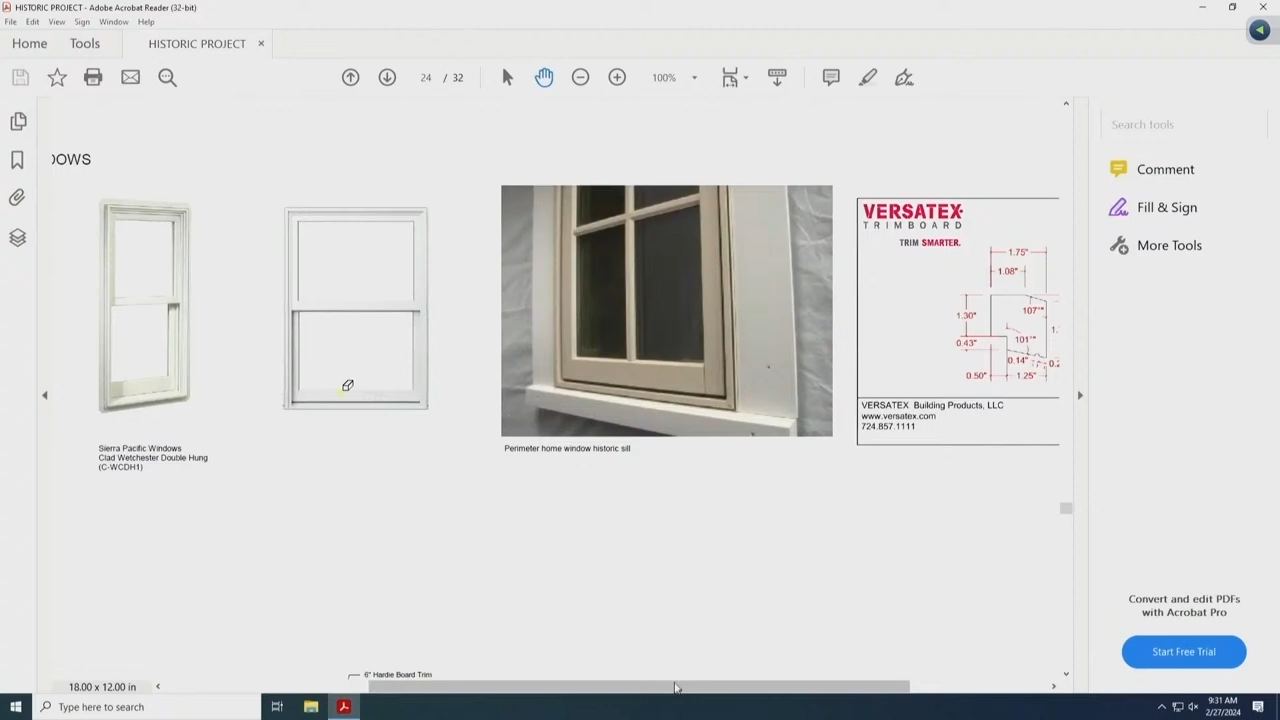 HISTORIC PROJECT - Adobe Acrobat Reader (32-bit)
File Edit View Sign Window Help
Home Tools HISTORIC PROJECT ×
24 / 32 100%
Search tools
Comment
Fill & Sign
More Tools
OWS
Sierra Pacific Windows
Clad Wetchester Double Hung
(C-WCDH1)
Perimeter home window historic sill
VERSATEX
TRIMBOARD
TRIM SMARTER.
1.75"
1.08"
1.30"
107°
101°
0.43"
0.14"
0.50"
1.25"
VERSATEX Building Products, LLC
www.versatex.com
724.857.1111
6" Hardie Board Trim
18.00 x 12.00 in
Convert and edit PDFs
with Acrobat Pro
Start Free Trial
Type here to search
9:31 AM
2/27/2024